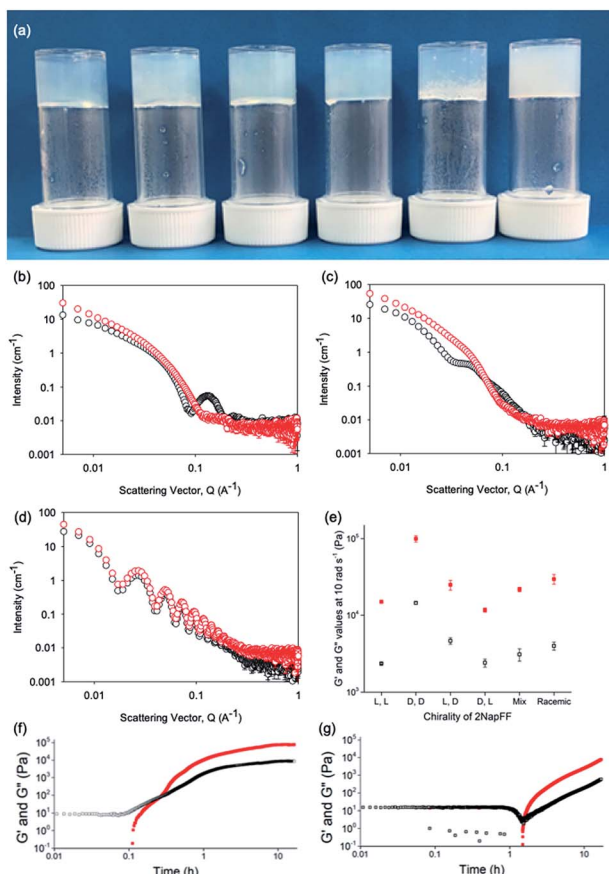 (a)
(b)
Intensity (cm⁻¹)
100
10
1
0.1
0.01
0.001
0.01 0.1 1
Scattering Vector, Q (A⁻¹)
(c)
Intensity (cm⁻¹)
100
10
1
0.1
0.01
0.001
0.01 0.1 1
Scattering Vector, Q (A⁻¹)
(d)
Intensity (cm⁻¹)
100
10
1
0.1
0.01
0.001
0.01 0.1 1
Scattering Vector, Q (A⁻¹)
(e)
G' and G" values at 10 rad s⁻¹ (Pa)
10⁵
10⁴
10³
L, L D, D L, D D, L Mix Racemic
Chirality of 2NapFF
(f)
G' and G" (Pa)
10⁵
10⁴
10³
10²
10¹
10⁰
10⁻¹
0.01 0.1 1 10
Time (h)
(g)
G' and G" (Pa)
10⁵
10⁴
10³
10²
10¹
10⁰
10⁻¹
0.01 0.1 1 10
Time (h)